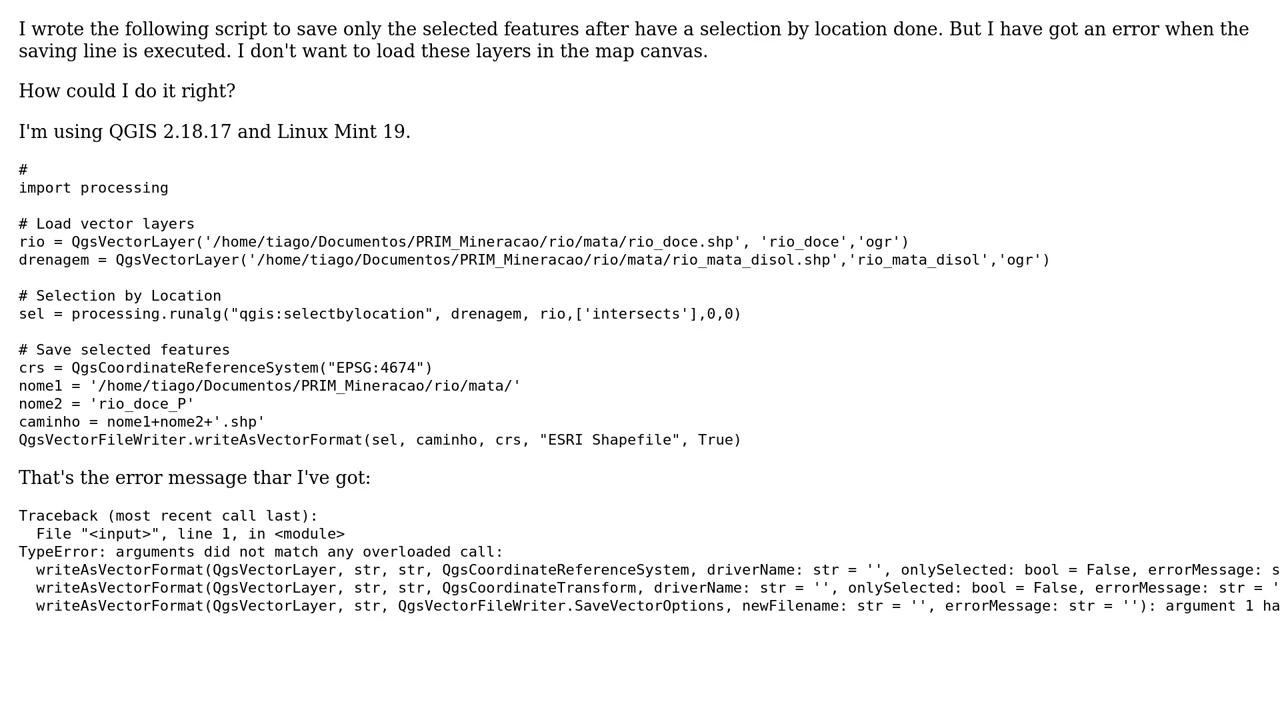 I wrote the following script to save only the selected features after have a selection by location done. But I have got an error when the
saving line is executed. I don't want to load these layers in the map canvas.
How could I do it right?
I'm using QGIS 2.18.17 and Linux Mint 19.
#
import processing
# Load vector layers
rio = QgsVectorLayer('/home/tiago/Documentos/PRIM_Mineracao/rio/mata/rio_doce.shp', 'rio_doce','ogr')
drenagem = QgsVectorLayer('/home/tiago/Documentos/PRIM_Mineracao/rio/mata/rio_mata_disol.shp','rio_mata_disol','ogr')
# Selection by Location
sel = processing.runalg("qgis:selectbylocation", drenagem, rio,['intersects'],0,0)
# Save selected features
crs = QgsCoordinateReferenceSystem("EPSG:4674")
nome1 = '/home/tiago/Documentos/PRIM_Mineracao/rio/mata/'
nome2 = 'rio_doce_P'
caminho = nome1+nome2+'.shp'
QgsVectorFileWriter.writeAsVectorFormat(sel, caminho, crs, "ESRI Shapefile", True)
That's the error message thar I've got:
Traceback (most recent call last):
  File "<input>", line 1, in <module>
TypeError: arguments did not match any overloaded call:
  writeAsVectorFormat(QgsVectorLayer, str, str, QgsCoordinateReferenceSystem, driverName: str = '', onlySelected: bool = False, errorMessage: s
  writeAsVectorFormat(QgsVectorLayer, str, str, QgsCoordinateTransform, driverName: str = '', onlySelected: bool = False, errorMessage: str = '
  writeAsVectorFormat(QgsVectorLayer, str, QgsVectorFileWriter.SaveVectorOptions, newFilename: str = '', errorMessage: str = ''): argument 1 ha